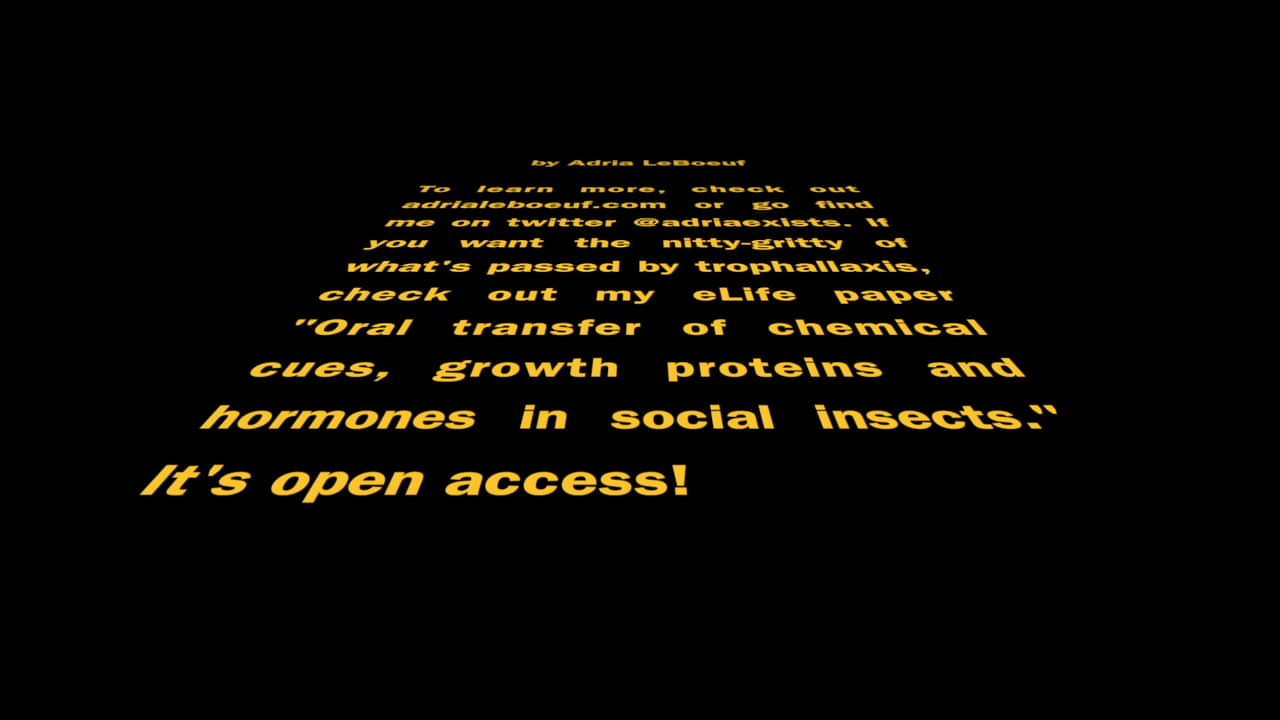 by Adria LeBoeuf
To learn more, check out
adrialeboeuf.com or go find
me on twitter @adriaexists. If
you want the nitty-gritty of
what's passed by trophallaxis,
check out my eLife paper
"Oral transfer of chemical
cues, growth proteins and
hormones in social insects."
It's open access!